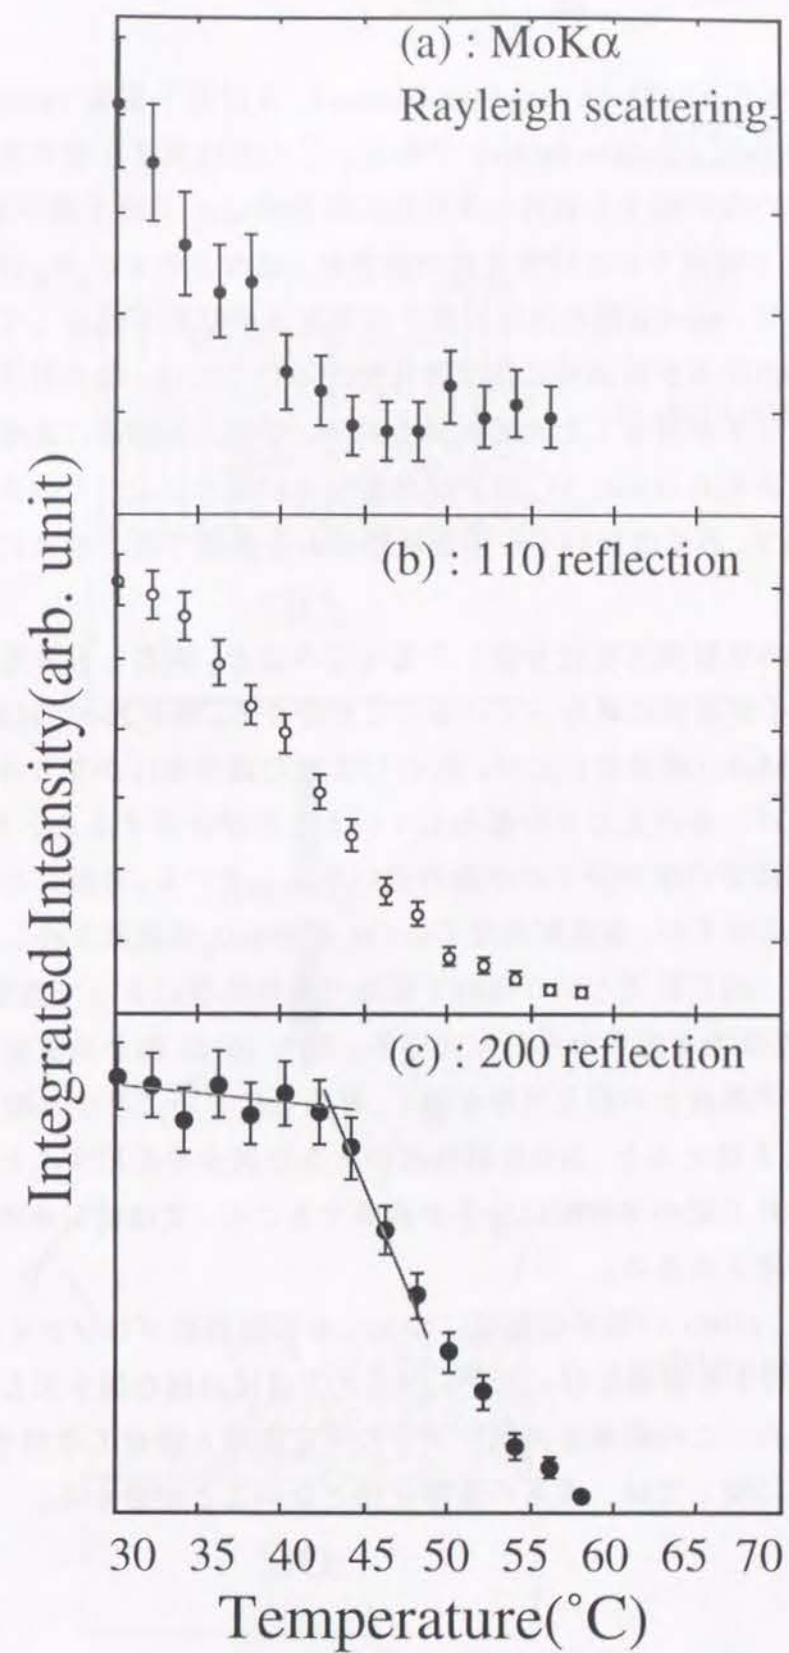 (a) : MoKα
Rayleigh scattering
(b) : 110 reflection
(c) : 200 reflection
Integrated Intensity(arb. unit)
30 35 40 45 50 55 60 65 70
Temperature(°C)